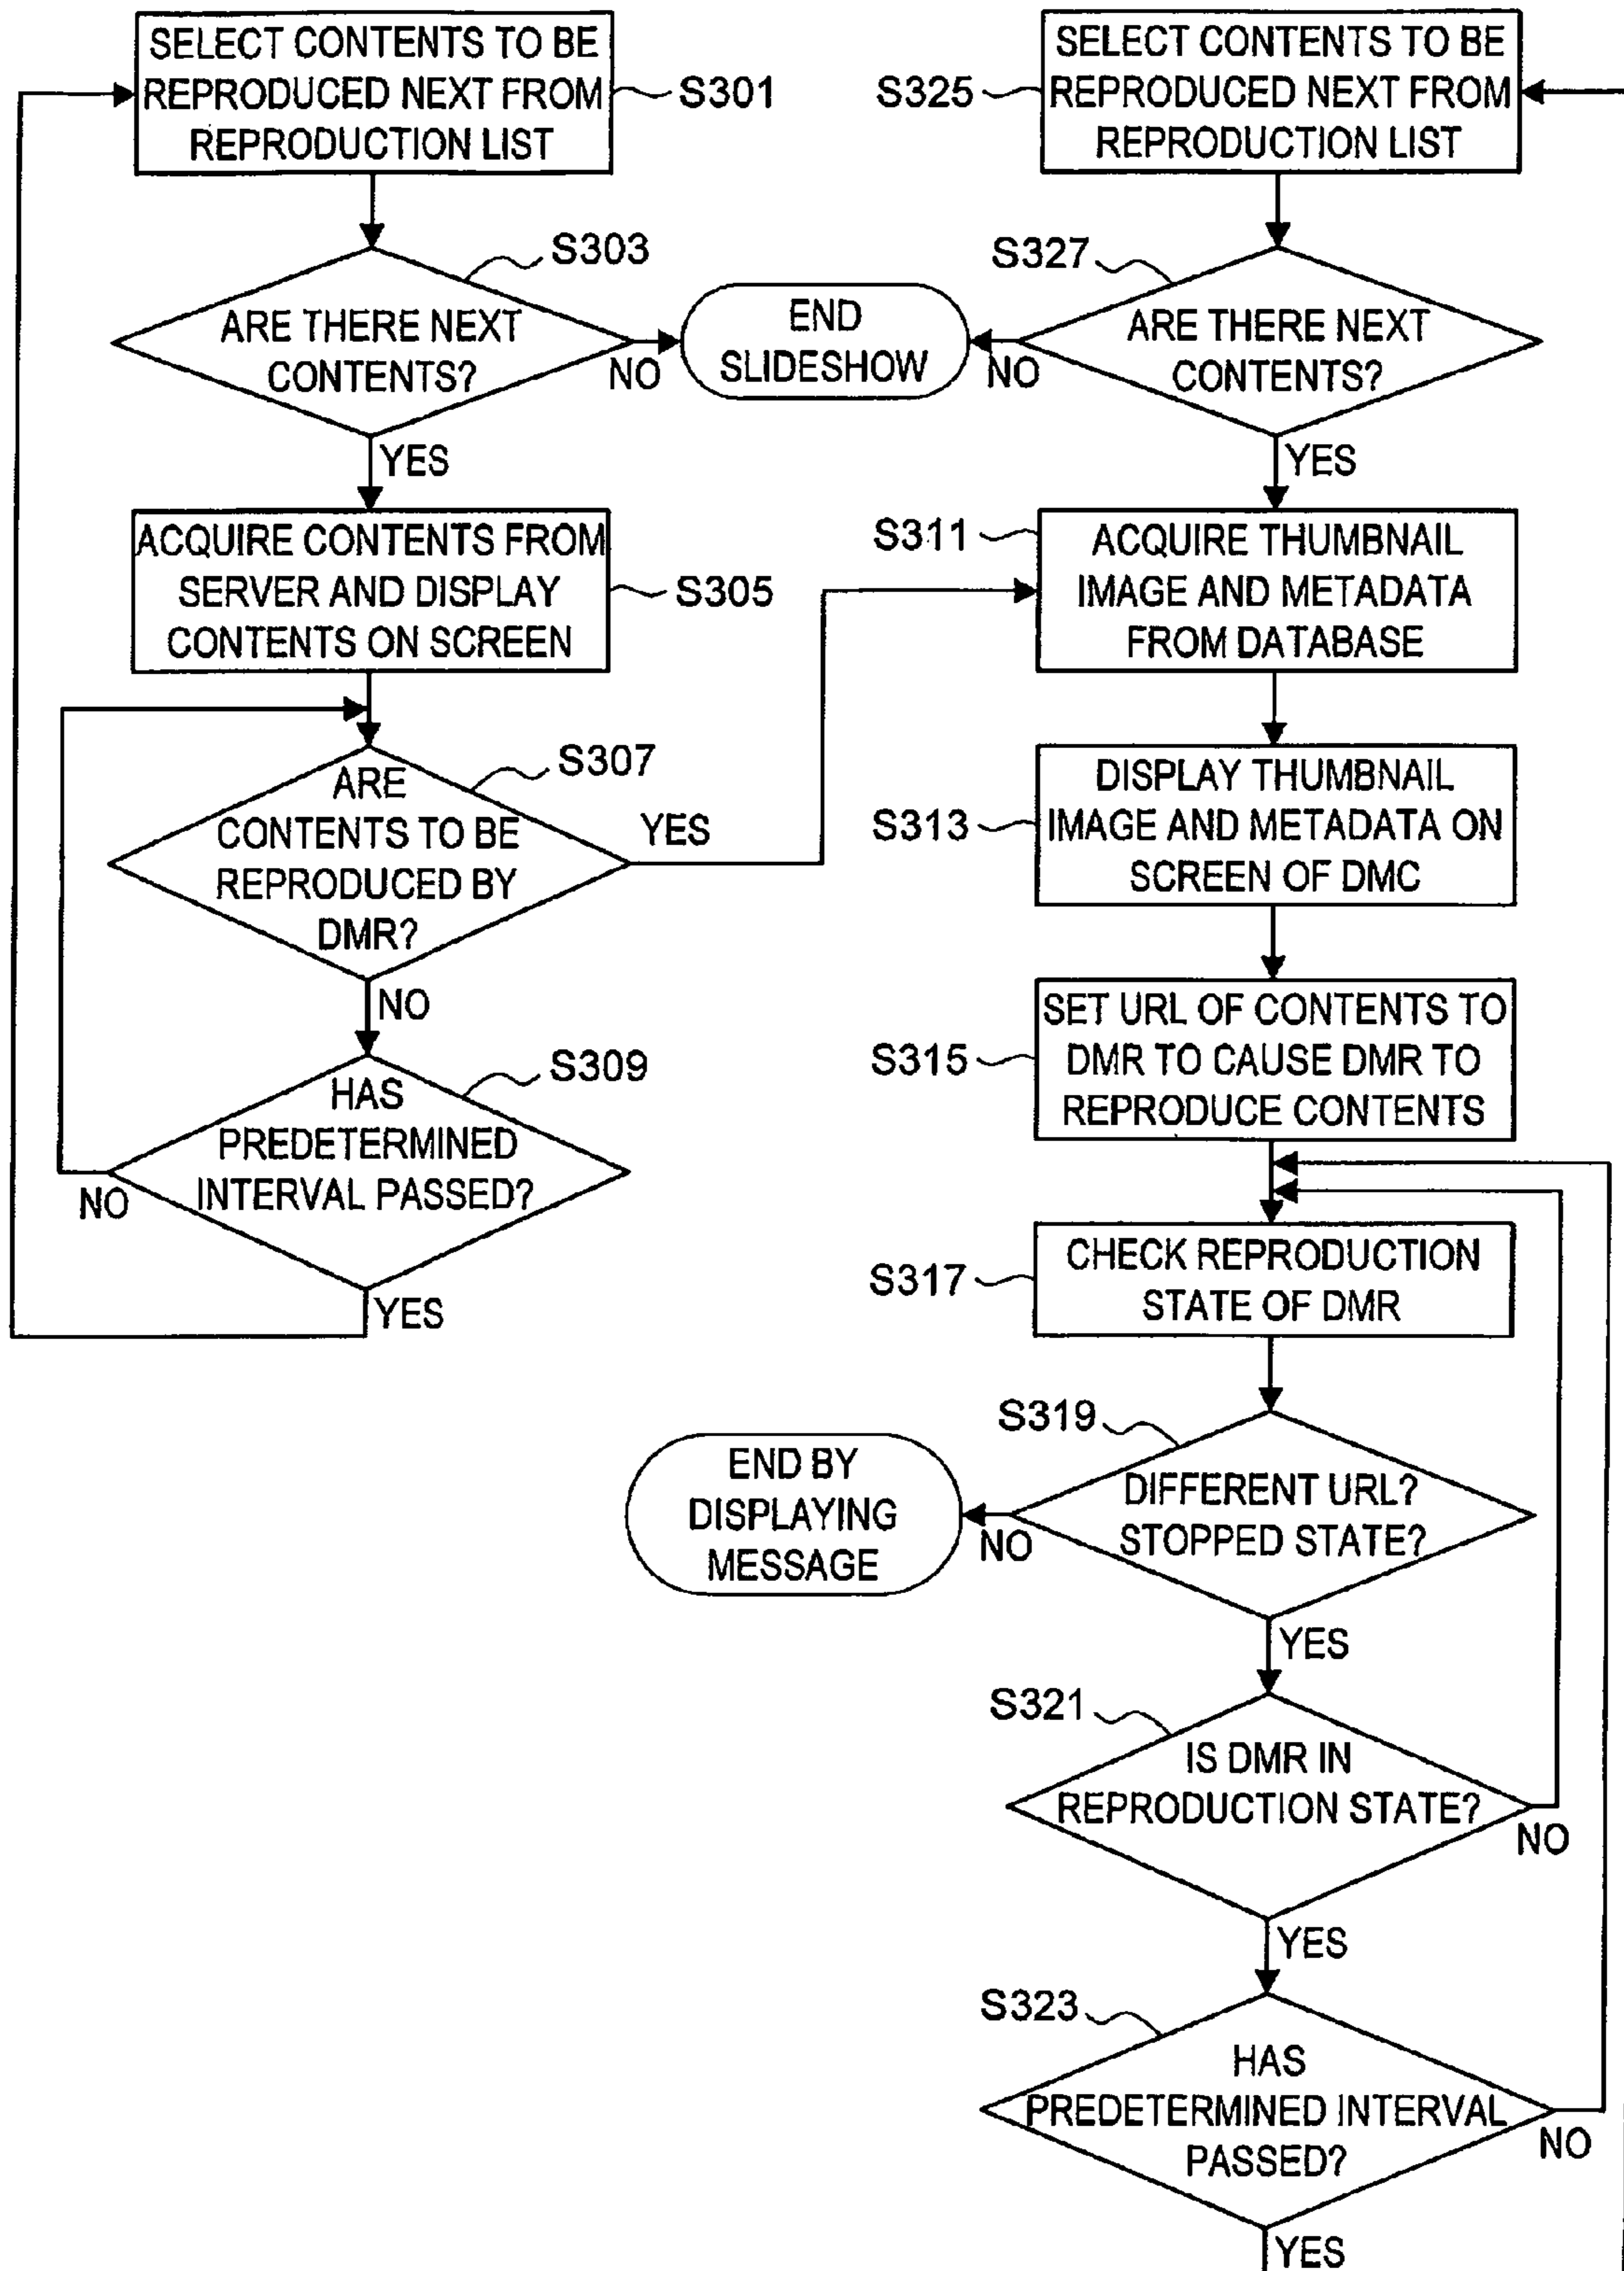 SELECT CONTENTS TO BE
REPRODUCED NEXT FROM
REPRODUCTION LIST
S301
S303
ARE THERE NEXT
CONTENTS?
NO
YES
END
SLIDESHOW
ACQUIRE CONTENTS FROM
SERVER AND DISPLAY
CONTENTS ON SCREEN
S305
S307
ARE
CONTENTS TO BE
REPRODUCED BY
DMR?
YES
NO
S309
HAS
PREDETERMINED
INTERVAL PASSED?
NO
YES
SELECT CONTENTS TO BE
REPRODUCED NEXT FROM
REPRODUCTION LIST
S325
S327
ARE THERE NEXT
CONTENTS?
NO
YES
S311
ACQUIRE THUMBNAIL
IMAGE AND METADATA
FROM DATABASE
S313
DISPLAY THUMBNAIL
IMAGE AND METADATA ON
SCREEN OF DMC
S315
SET URL OF CONTENTS TO
DMR TO CAUSE DMR TO
REPRODUCE CONTENTS
S317
CHECK REPRODUCTION
STATE OF DMR
S319
DIFFERENT URL?
STOPPED STATE?
NO
YES
END BY
DISPLAYING
MESSAGE
S321
IS DMR IN
REPRODUCTION STATE?
NO
YES
S323
HAS
PREDETERMINED INTERVAL
PASSED?
NO
YES